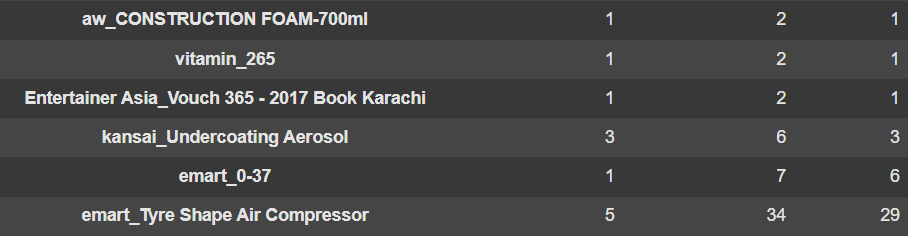 aw_CONSTRUCTION FOAM-700ml 1 2 1
vitamin_265 1 2 1
Entertainer Asia_Vouch 365 - 2017 Book Karachi 1 2 1
kansai_Undercoating Aerosol 3 6 3
emart_0-37 1 7 6
emart_Tyre Shape Air Compressor 5 34 29